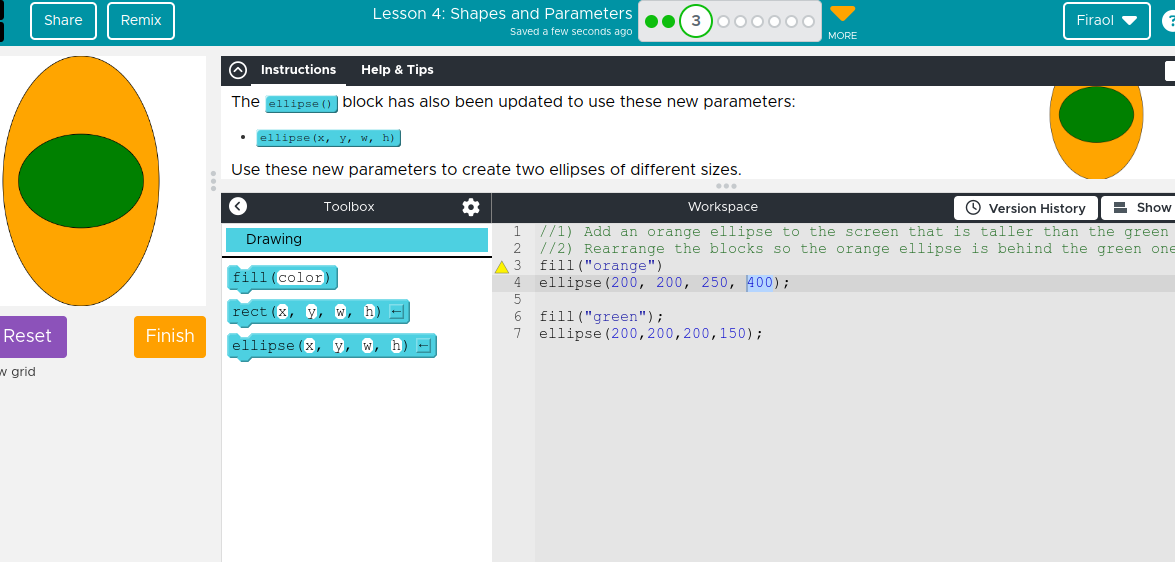 Share
Remix
Lesson 4: Shapes and Parameters
Saved a few seconds ago
3
MORE
Firaol
?
Instructions
Help & Tips
The ellipse() block has also been updated to use these new parameters:
• ellipse(x, y, w, h)
Use these new parameters to create two ellipses of different sizes.
Toolbox
Workspace
Version History
Show
Drawing
fill(color)
rect(x, y, w, h) ←
ellipse(x, y, w, h) ←
1 //1) Add an orange ellipse to the screen that is taller than the green
2 //2) Rearrange the blocks so the orange ellipse is behind the green one
3 fill("orange")
4 ellipse(200, 200, 250, 400);
5
6 fill("green");
7 ellipse(200,200,200,150);
Reset
Finish
w grid